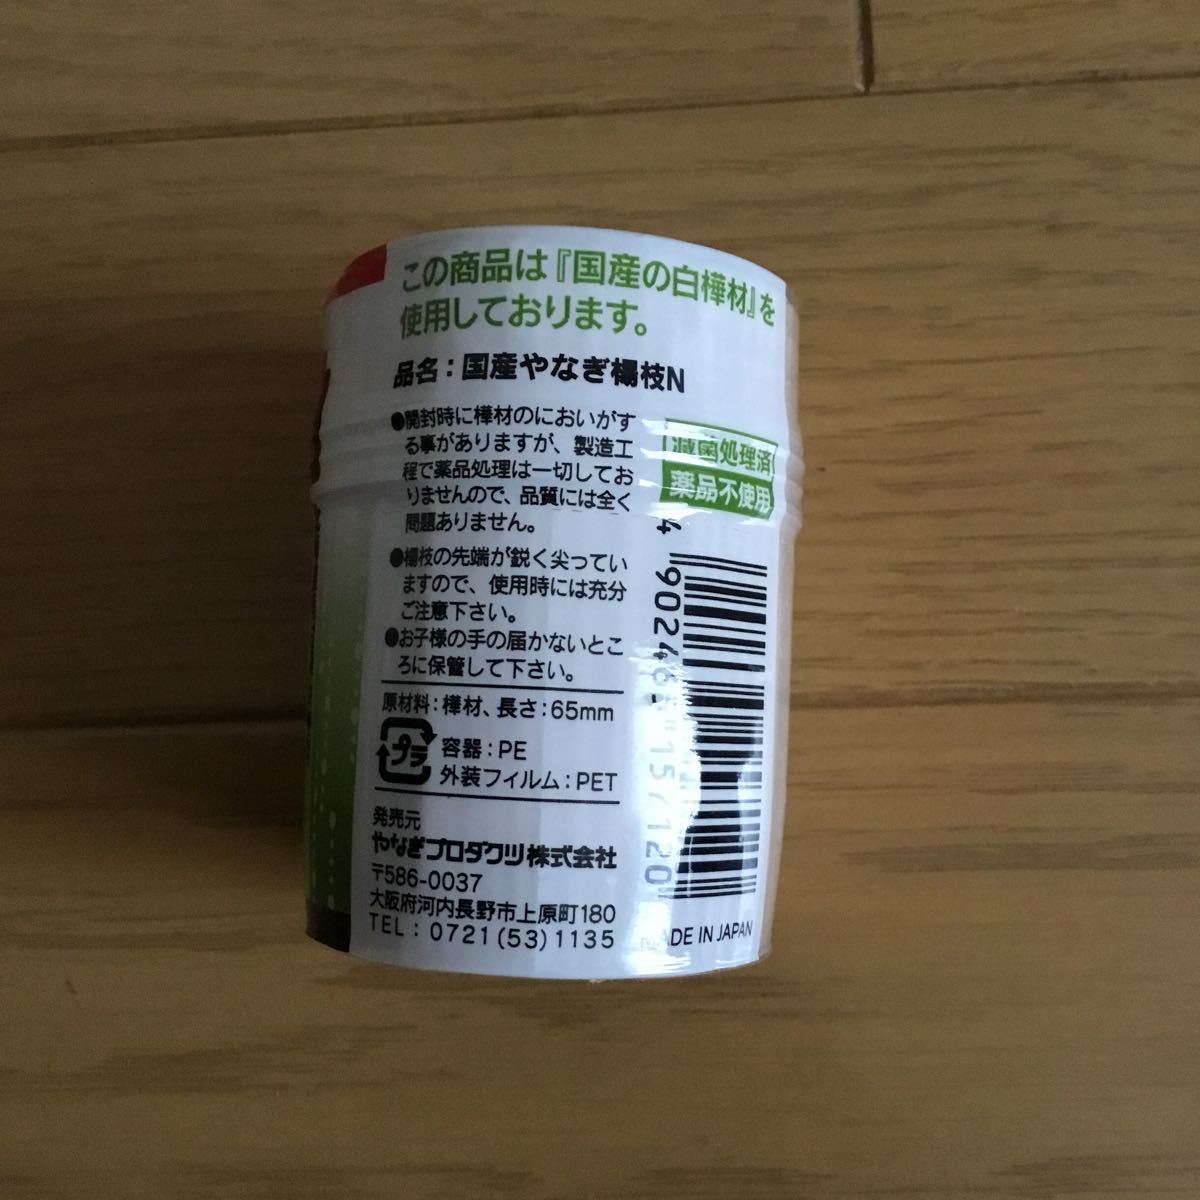 この商品は『国産の白樺材』を
使用しております。
品名：国産やなぎ楊枝N
●開封時に樺材のにおいがす
る事がありますが、製造工
程で薬品処理は一切してお
りませんので、品質には全く
問題ありません。
●楊枝の先端が鋭く尖ってい
ますので、使用時には充分
ご注意下さい。
●お子様の手の届かないとこ
ろに保管して下さい。
滅菌処理済
薬品不使用
原材料：樺材、長さ：65mm
プラ
容器：PE
外装フィルム：PET
発売元
やなぎプロダクツ株式会社
〒586-0037
大阪府河内長野市上原町180
TEL：0721(53)1135
MADE IN JAPAN